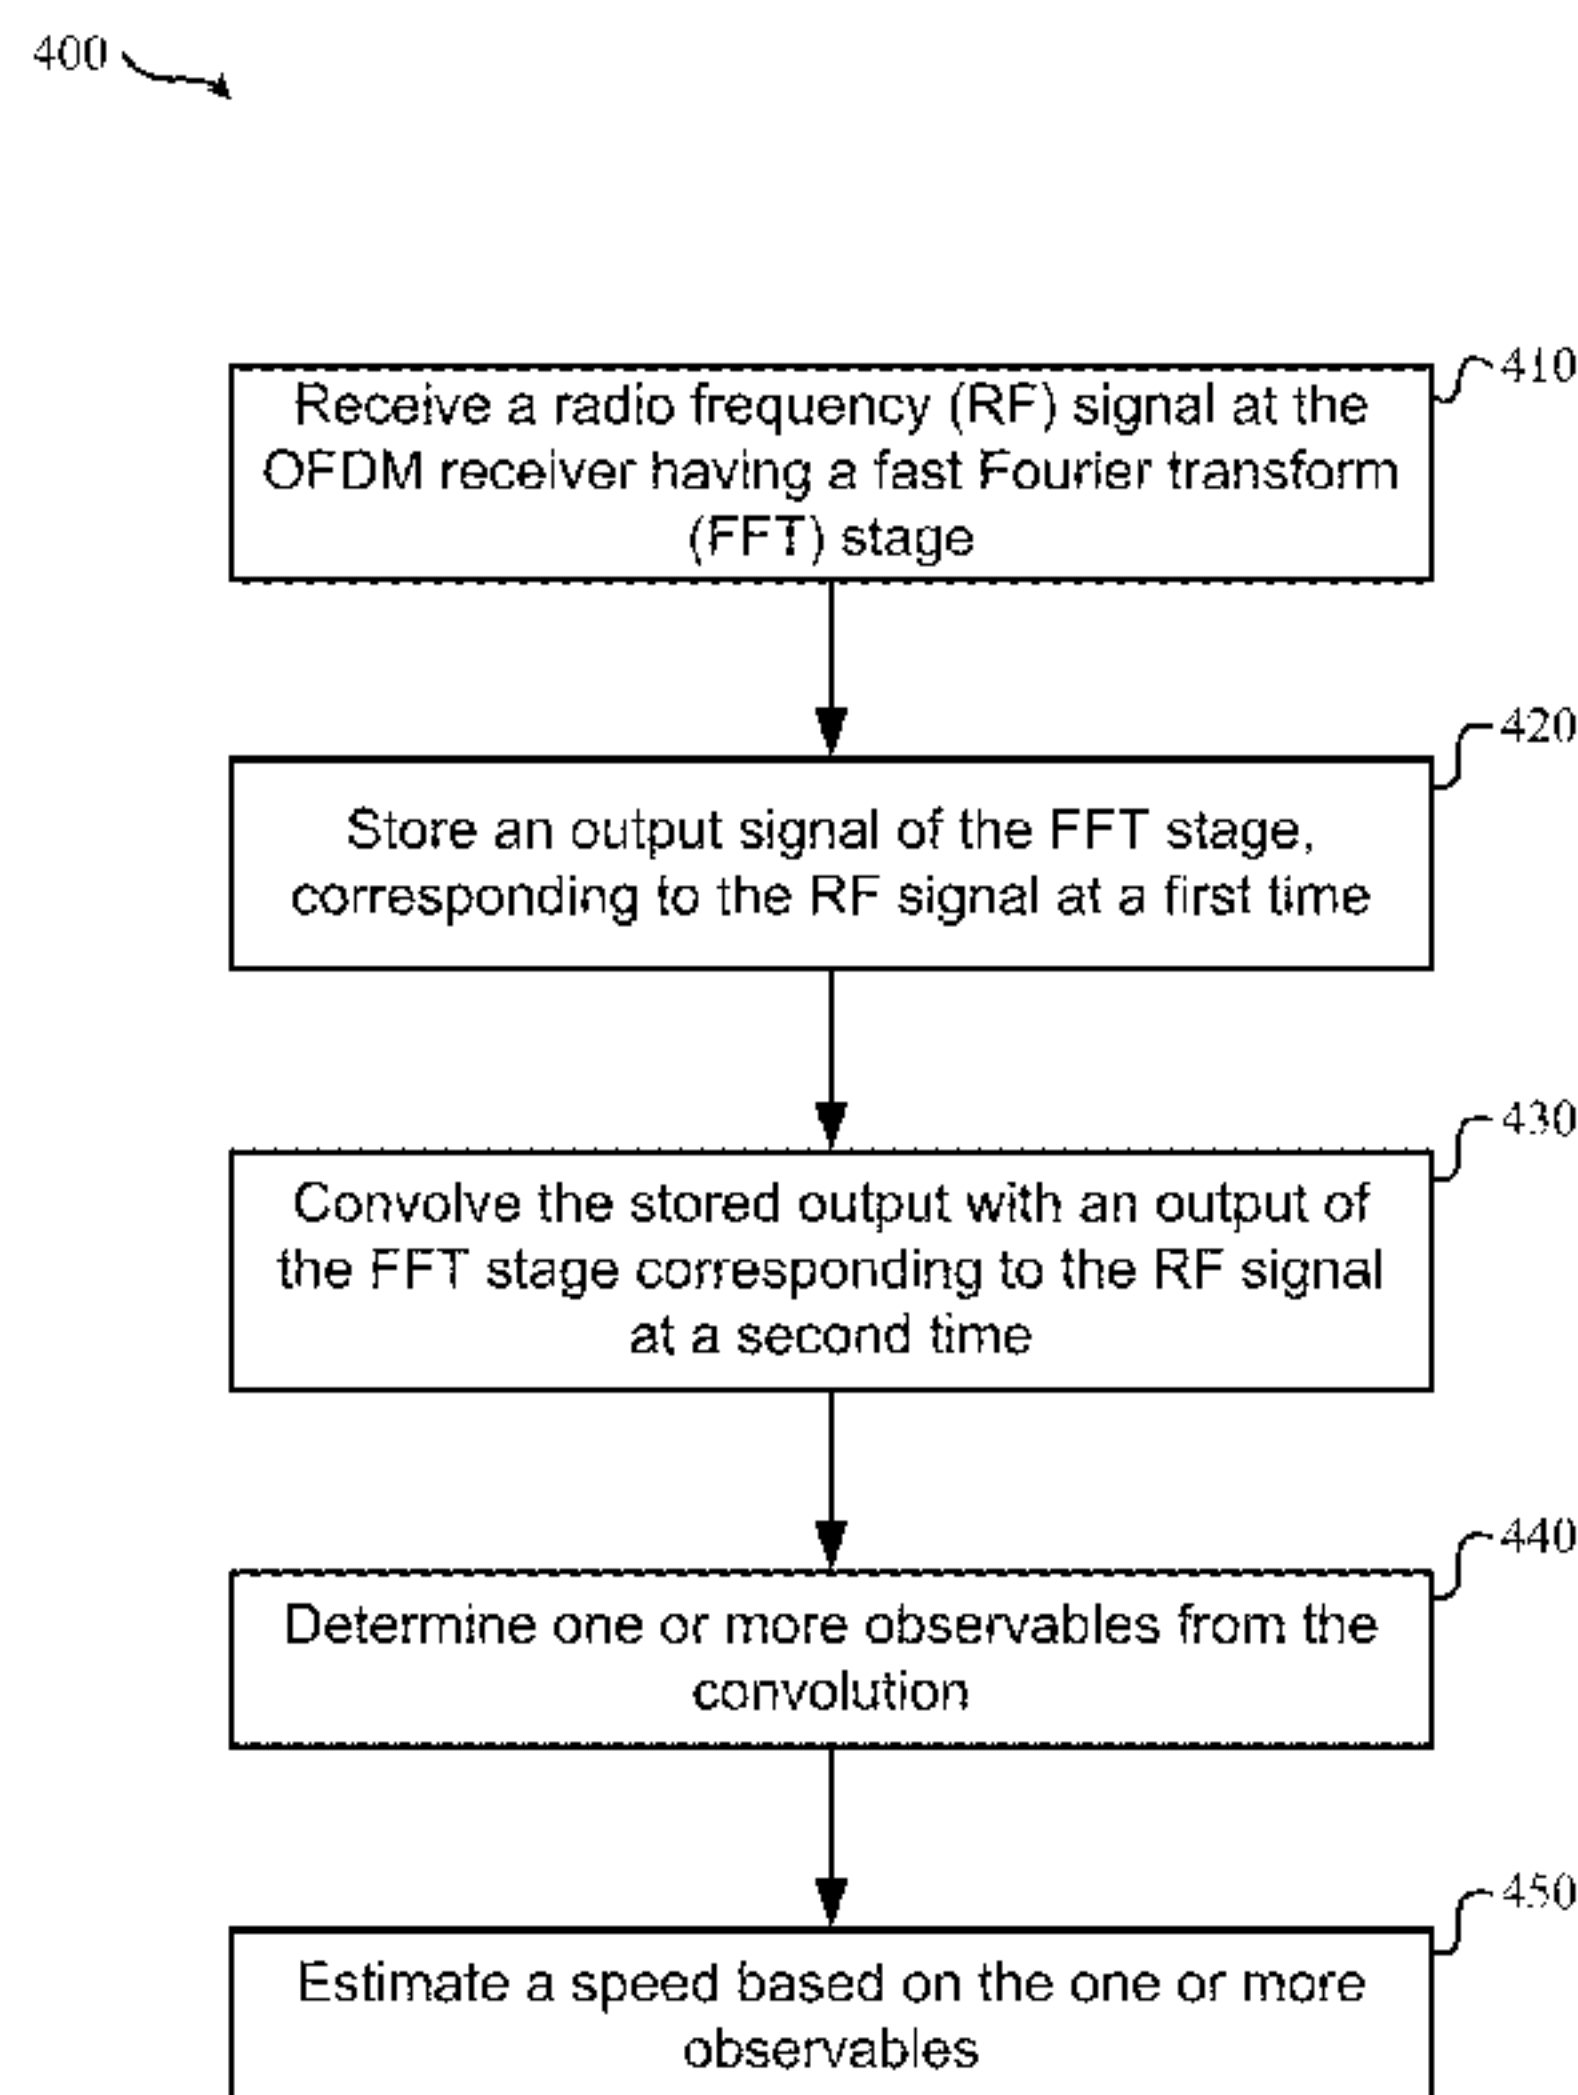 400
410
Receive a radio frequency (RF) signal at the
OFDM receiver having a fast Fourier transform
(FFT) stage
420
Store an output signal of the FFT stage,
corresponding to the RF signal at a first time
430
Convolve the stored output with an output of
the FFT stage corresponding to the RF signal
at a second time
440
Determine one or more observables from the
convolution
450
Estimate a speed based on the one or more
observables